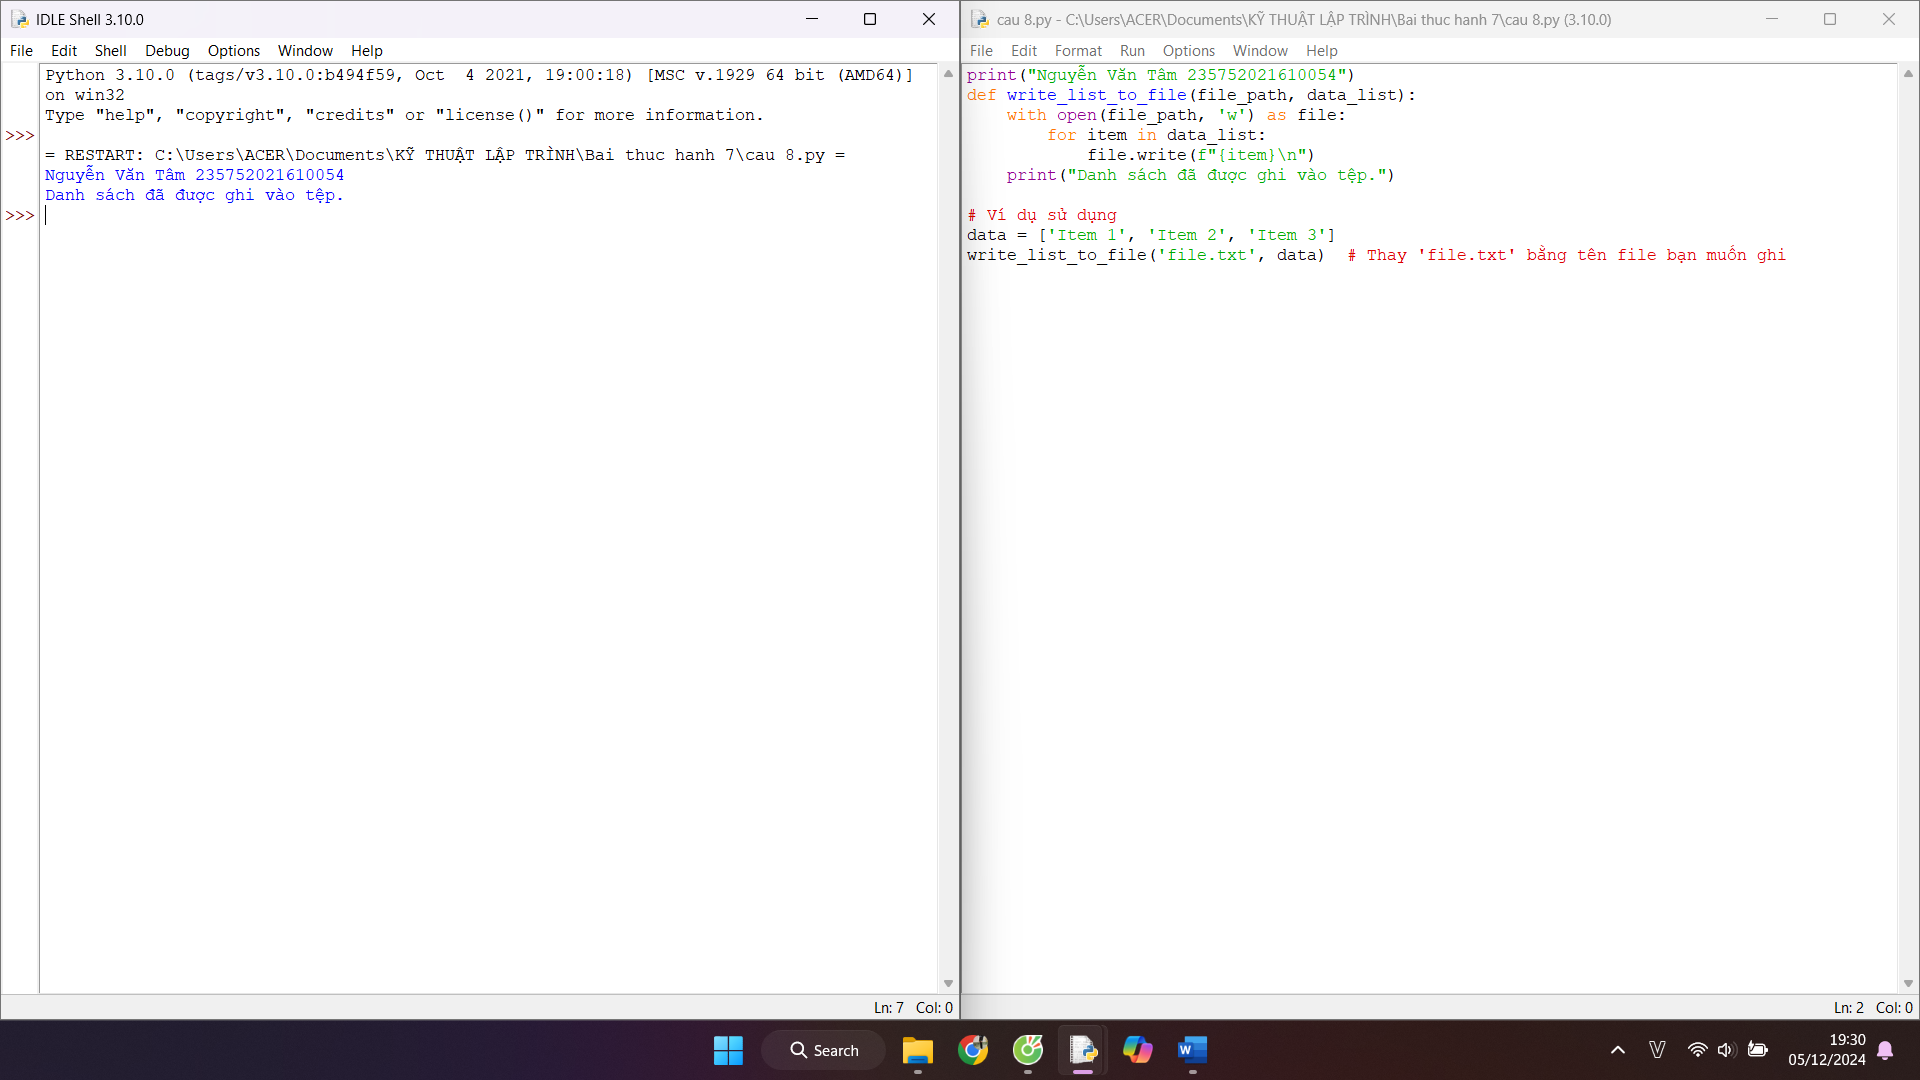 IDLE Shell 3.10.0
File Edit Shell Debug Options Window Help
Python 3.10.0 (tags/v3.10.0:b494f59, Oct  4 2021, 19:00:18) [MSC v.1929 64 bit (AMD64)]
on win32
Type "help", "copyright", "credits" or "license()" for more information.
>>>
= RESTART: C:\Users\ACER\Documents\KỸ THUẬT LẬP TRÌNH\Bai thuc hanh 7\cau 8.py =
Nguyễn Văn Tâm 235752021610054
Danh sách đã được ghi vào tệp.
>>>
Ln: 7 Col: 0
cau 8.py - C:\Users\ACER\Documents\KỸ THUẬT LẬP TRÌNH\Bai thuc hanh 7\cau 8.py (3.10.0)
File Edit Format Run Options Window Help
print("Nguyễn Văn Tâm 235752021610054")
def write_list_to_file(file_path, data_list):
    with open(file_path, 'w') as file:
        for item in data_list:
            file.write(f"{item}\n")
    print("Danh sách đã được ghi vào tệp.")
# Ví dụ sử dụng
data = ['Item 1', 'Item 2', 'Item 3']
write_list_to_file('file.txt', data)  # Thay 'file.txt' bằng tên file bạn muốn ghi
Ln: 2 Col: 0
Search
19:30
05/12/2024